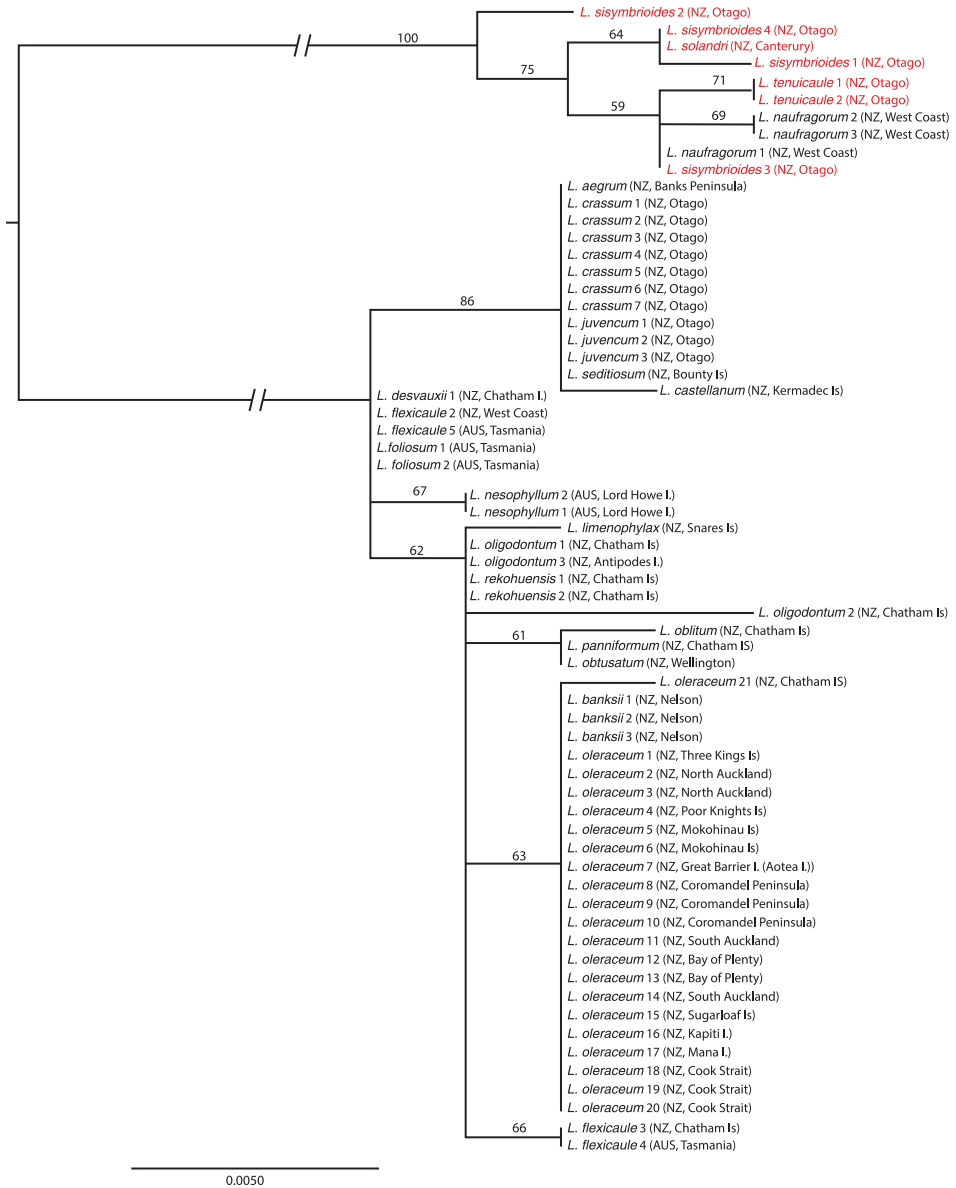 L. sisymbrioides 2 (NZ, Otago)
100
64
L. sisymbrioides 4 (NZ, Otago)
L. solandri (NZ, Canterury)
L. sisymbrioides 1 (NZ, Otago)
75
71
L. tenuicaule 1 (NZ, Otago)
L. tenuicaule 2 (NZ, Otago)
59
69
L. naufragorum 2 (NZ, West Coast)
L. naufragorum 3 (NZ, West Coast)
L. naufragorum 1 (NZ, West Coast)
L. sisymbrioides 3 (NZ, Otago)
L. aegrum (NZ, Banks Peninsula)
L. crassum 1 (NZ, Otago)
L. crassum 2 (NZ, Otago)
L. crassum 3 (NZ, Otago)
L. crassum 4 (NZ, Otago)
L. crassum 5 (NZ, Otago)
L. crassum 6 (NZ, Otago)
L. crassum 7 (NZ, Otago)
86
L. juvencum 1 (NZ, Otago)
L. juvencum 2 (NZ, Otago)
L. juvencum 3 (NZ, Otago)
L. seditiosum (NZ, Bounty Is)
L. castellanum (NZ, Kermadec Is)
L. desvauxii 1 (NZ, Chatham I.)
L. flexicaule 2 (NZ, West Coast)
L. flexicaule 5 (AUS, Tasmania)
L.foliosum 1 (AUS, Tasmania)
L. foliosum 2 (AUS, Tasmania)
67
L. nesophyllum 2 (AUS, Lord Howe I.)
L. nesophyllum 1 (AUS, Lord Howe I.)
62
L. limenophylax (NZ, Snares Is)
L. oligodontum 1 (NZ, Chatham Is)
L. oligodontum 3 (NZ, Antipodes I.)
L. rekohuensis 1 (NZ, Chatham Is)
L. rekohuensis 2 (NZ, Chatham Is)
L. oligodontum 2 (NZ, Chatham Is)
61
L. oblitum (NZ, Chatham Is)
L. panniformum (NZ, Chatham IS)
L. obtusatum (NZ, Wellington)
L. oleraceum 21 (NZ, Chatham IS)
L. banksii 1 (NZ, Nelson)
L. banksii 2 (NZ, Nelson)
L. banksii 3 (NZ, Nelson)
L. oleraceum 1 (NZ, Three Kings Is)
L. oleraceum 2 (NZ, North Auckland)
L. oleraceum 3 (NZ, North Auckland)
L. oleraceum 4 (NZ, Poor Knights Is)
L. oleraceum 5 (NZ, Mokohinau Is)
L. oleraceum 6 (NZ, Mokohinau Is)
63
L. oleraceum 7 (NZ, Great Barrier I. (Aotea I.))
L. oleraceum 8 (NZ, Coromandel Peninsula)
L. oleraceum 9 (NZ, Coromandel Peninsula)
L. oleraceum 10 (NZ, Coromandel Peninsula)
L. oleraceum 11 (NZ, South Auckland)
L. oleraceum 12 (NZ, Bay of Plenty)
L. oleraceum 13 (NZ, Bay of Plenty)
L. oleraceum 14 (NZ, South Auckland)
L. oleraceum 15 (NZ, Sugarloaf Is)
L. oleraceum 16 (NZ, Kapiti I.)
L. oleraceum 17 (NZ, Mana I.)
L. oleraceum 18 (NZ, Cook Strait)
L. oleraceum 19 (NZ, Cook Strait)
L. oleraceum 20 (NZ, Cook Strait)
66
L. flexicaule 3 (NZ, Chatham Is)
L. flexicaule 4 (AUS, Tasmania)
0.0050